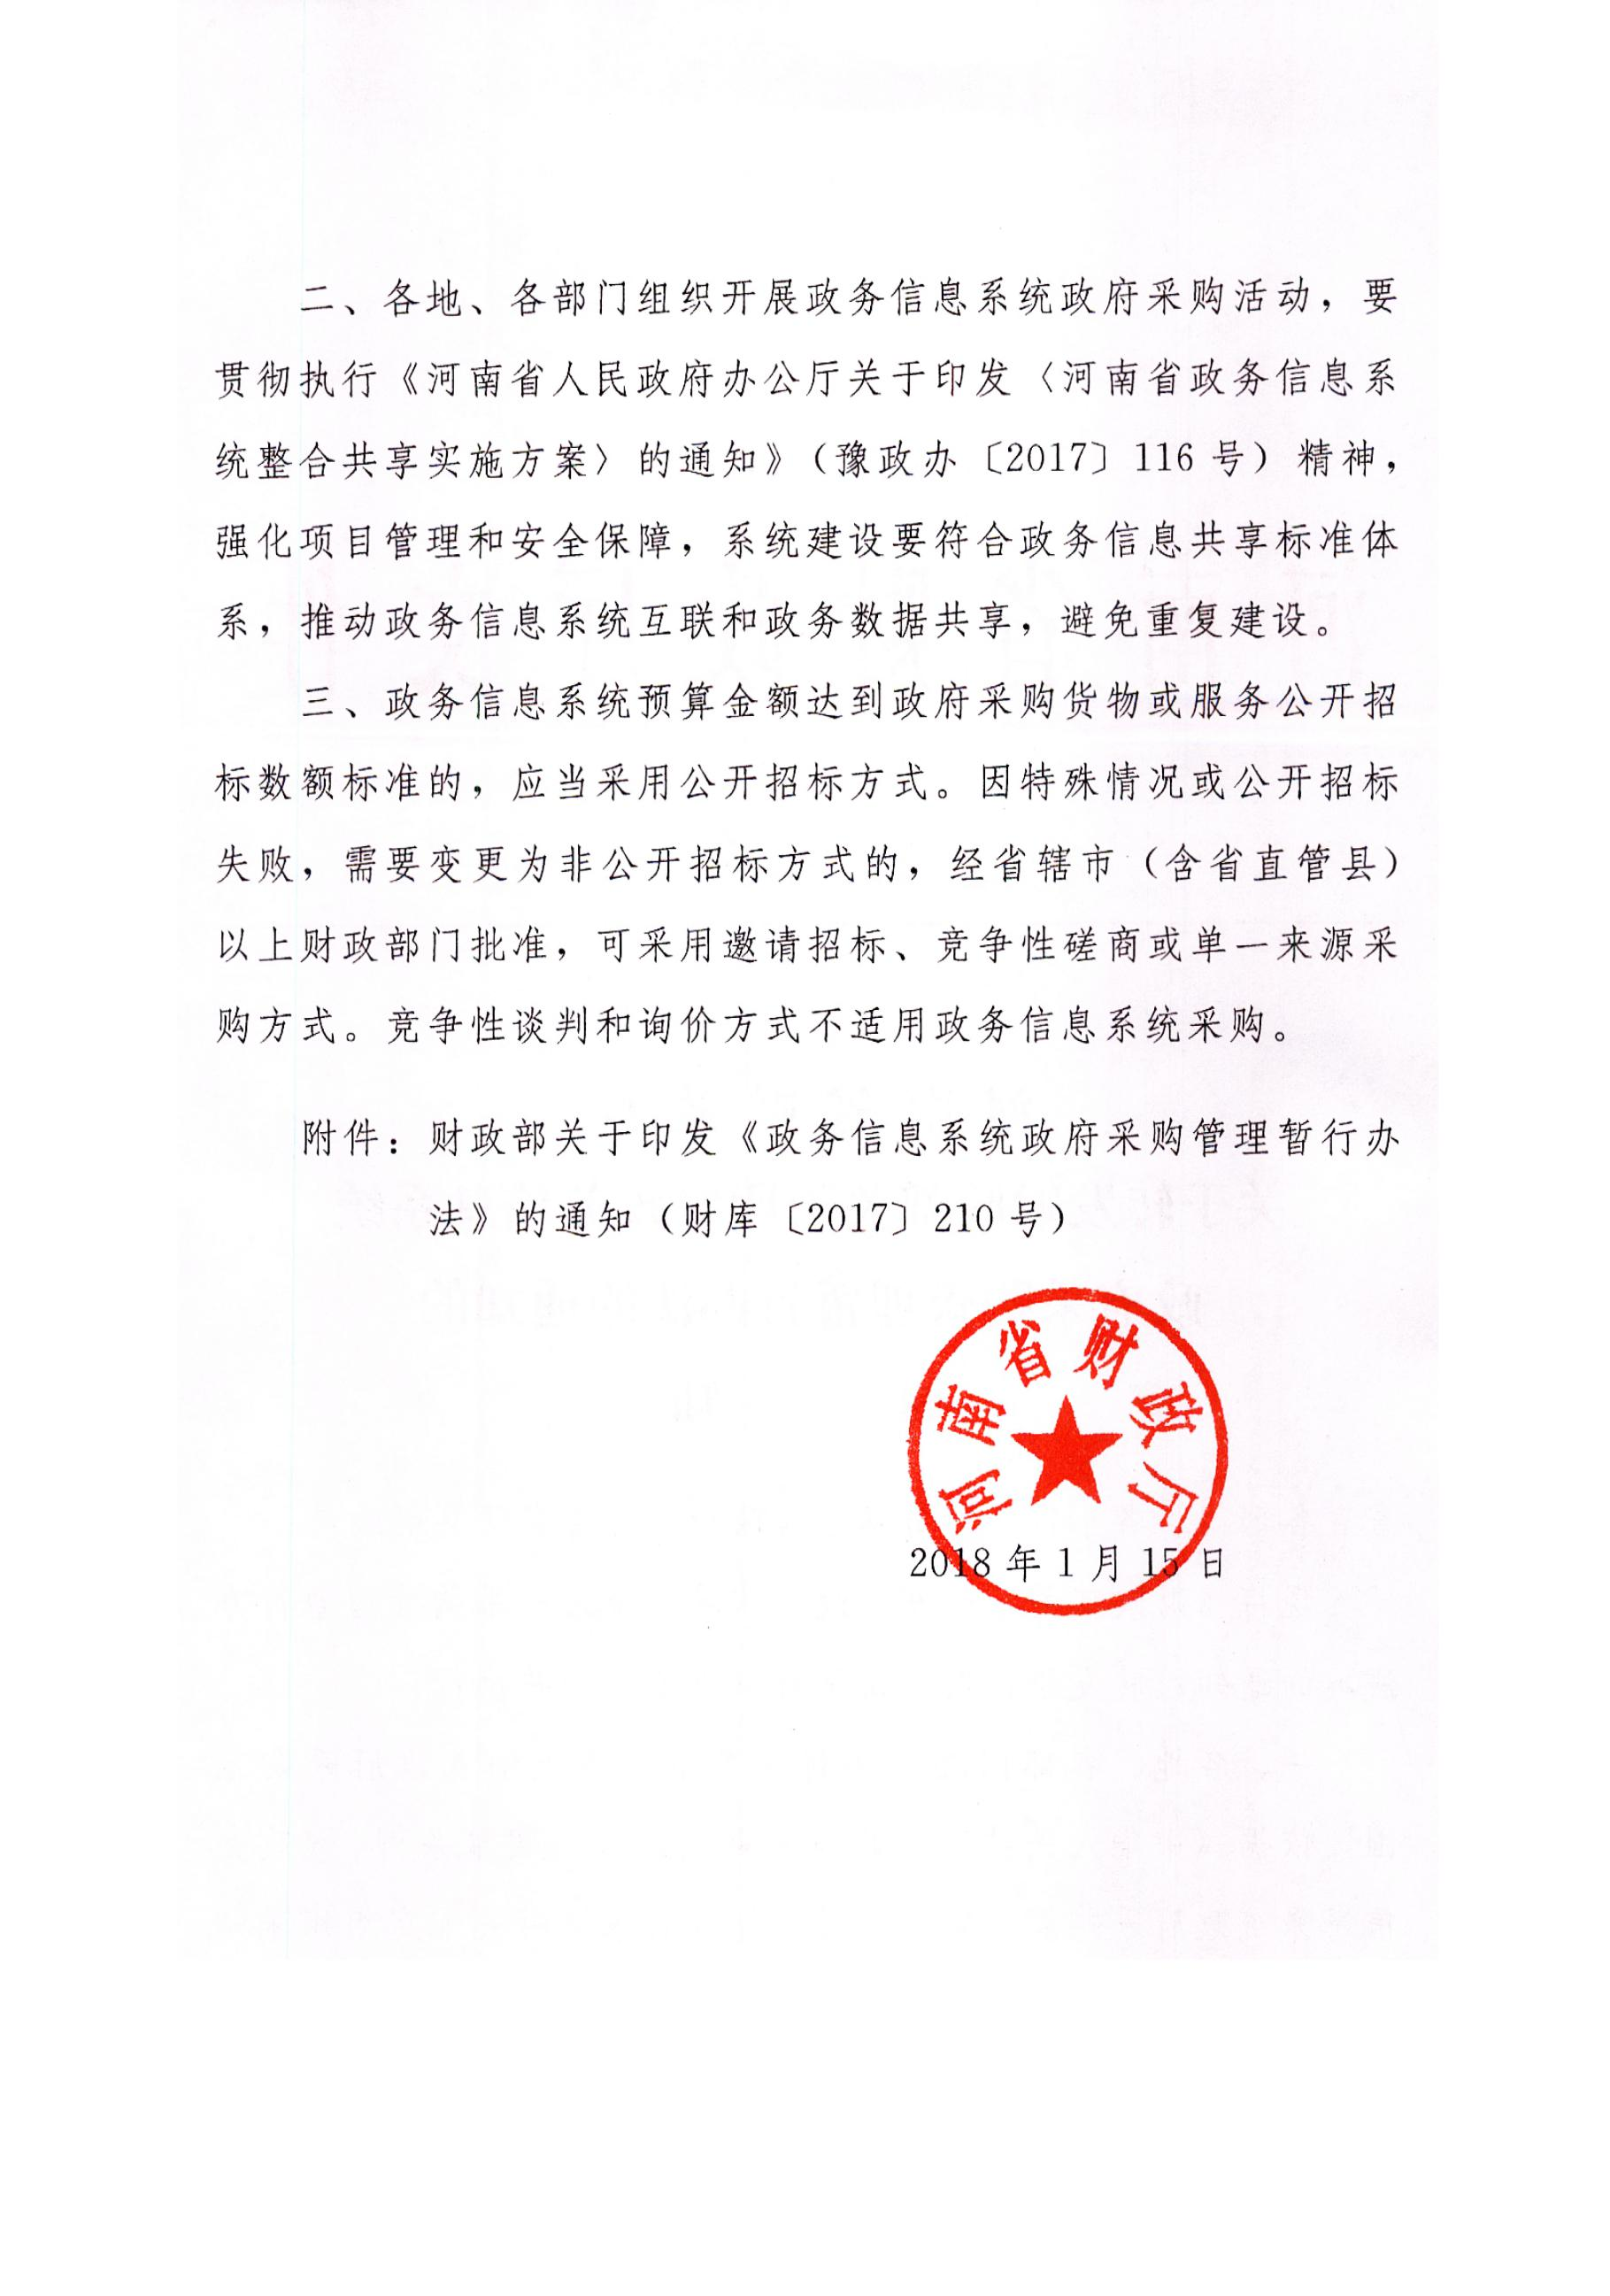 二、各地、各部门组织开展政务信息系统政府采购活动，要
贯彻执行《河南省人民政府办公厅关于印发〈河南省政务信息系
统整合共享实施方案〉的通知》（豫政办〔2017〕116号）精神，
强化项目管理和安全保障，系统建设要符合政务信息共享标准体
系，推动政务信息系统互联和政务数据共享，避免重复建设。
三、政务信息系统预算金额达到政府采购货物或服务公开招
标数额标准的，应当采用公开招标方式。因特殊情况或公开招标
失败，需要变更为非公开招标方式的，经省辖市（含省直管县）
以上财政部门批准，可采用邀请招标、竞争性磋商或单一来源采
购方式。竞争性谈判和询价方式不适用政务信息系统采购。
附件：财政部关于印发《政务信息系统政府采购管理暂行办
法》的通知（财库〔2017〕210号）
河南省财政厅
2018年1月15日